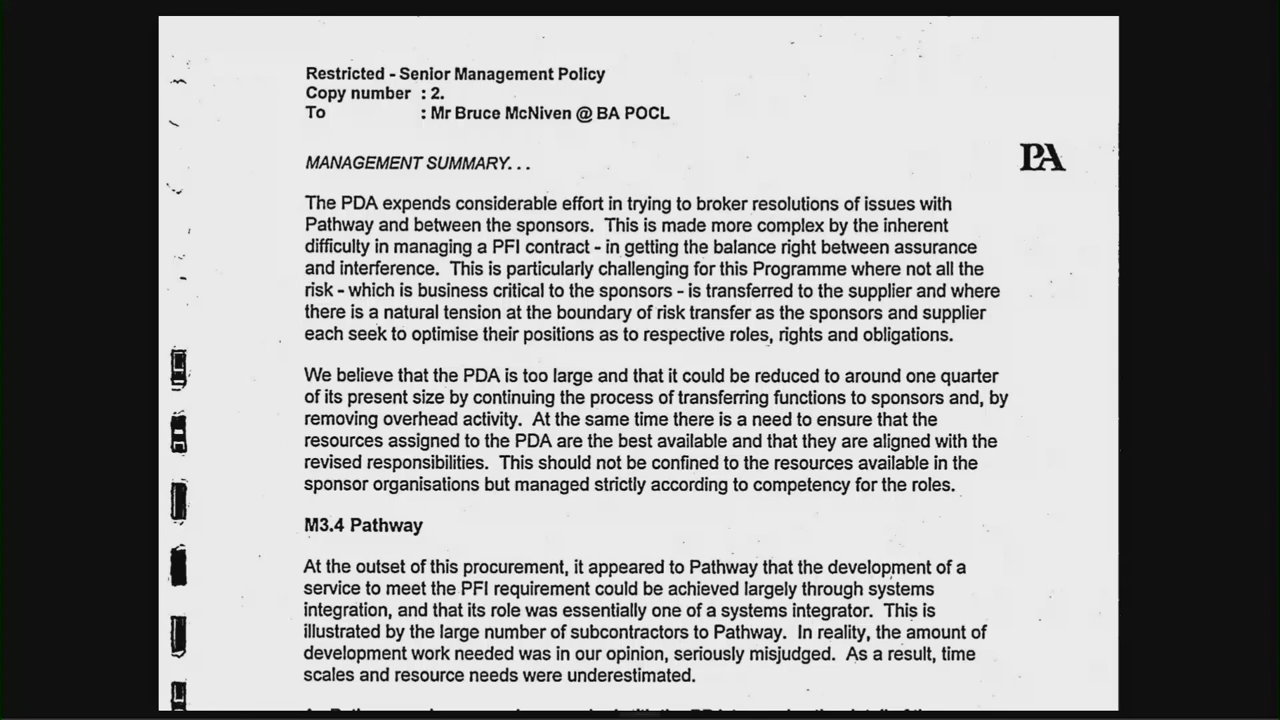 Restricted - Senior Management Policy
Copy number : 2.
To : Mr Bruce McNiven @ BA POCL
MANAGEMENT SUMMARY. . .
PA
The PDA expends considerable effort in trying to broker resolutions of issues with
Pathway and between the sponsors. This is made more complex by the inherent
difficulty in managing a PFI contract - in getting the balance right between assurance
and interference. This is particularly challenging for this Programme where not all the
risk - which is business critical to the sponsors - is transferred to the supplier and where
there is a natural tension at the boundary of risk transfer as the sponsors and supplier
each seek to optimise their positions as to respective roles, rights and obligations.
We believe that the PDA is too large and that it could be reduced to around one quarter
of its present size by continuing the process of transferring functions to sponsors and, by
removing overhead activity. At the same time there is a need to ensure that the
resources assigned to the PDA are the best available and that they are aligned with the
revised responsibilities. This should not be confined to the resources available in the
sponsor organisations but managed strictly according to competency for the roles.
M3.4 Pathway
At the outset of this procurement, it appeared to Pathway that the development of a
service to meet the PFI requirement could be achieved largely through systems
integration, and that its role was essentially one of a systems integrator. This is
illustrated by the large number of subcontractors to Pathway. In reality, the amount of
development work needed was in our opinion, seriously misjudged. As a result, time
scales and resource needs were underestimated.